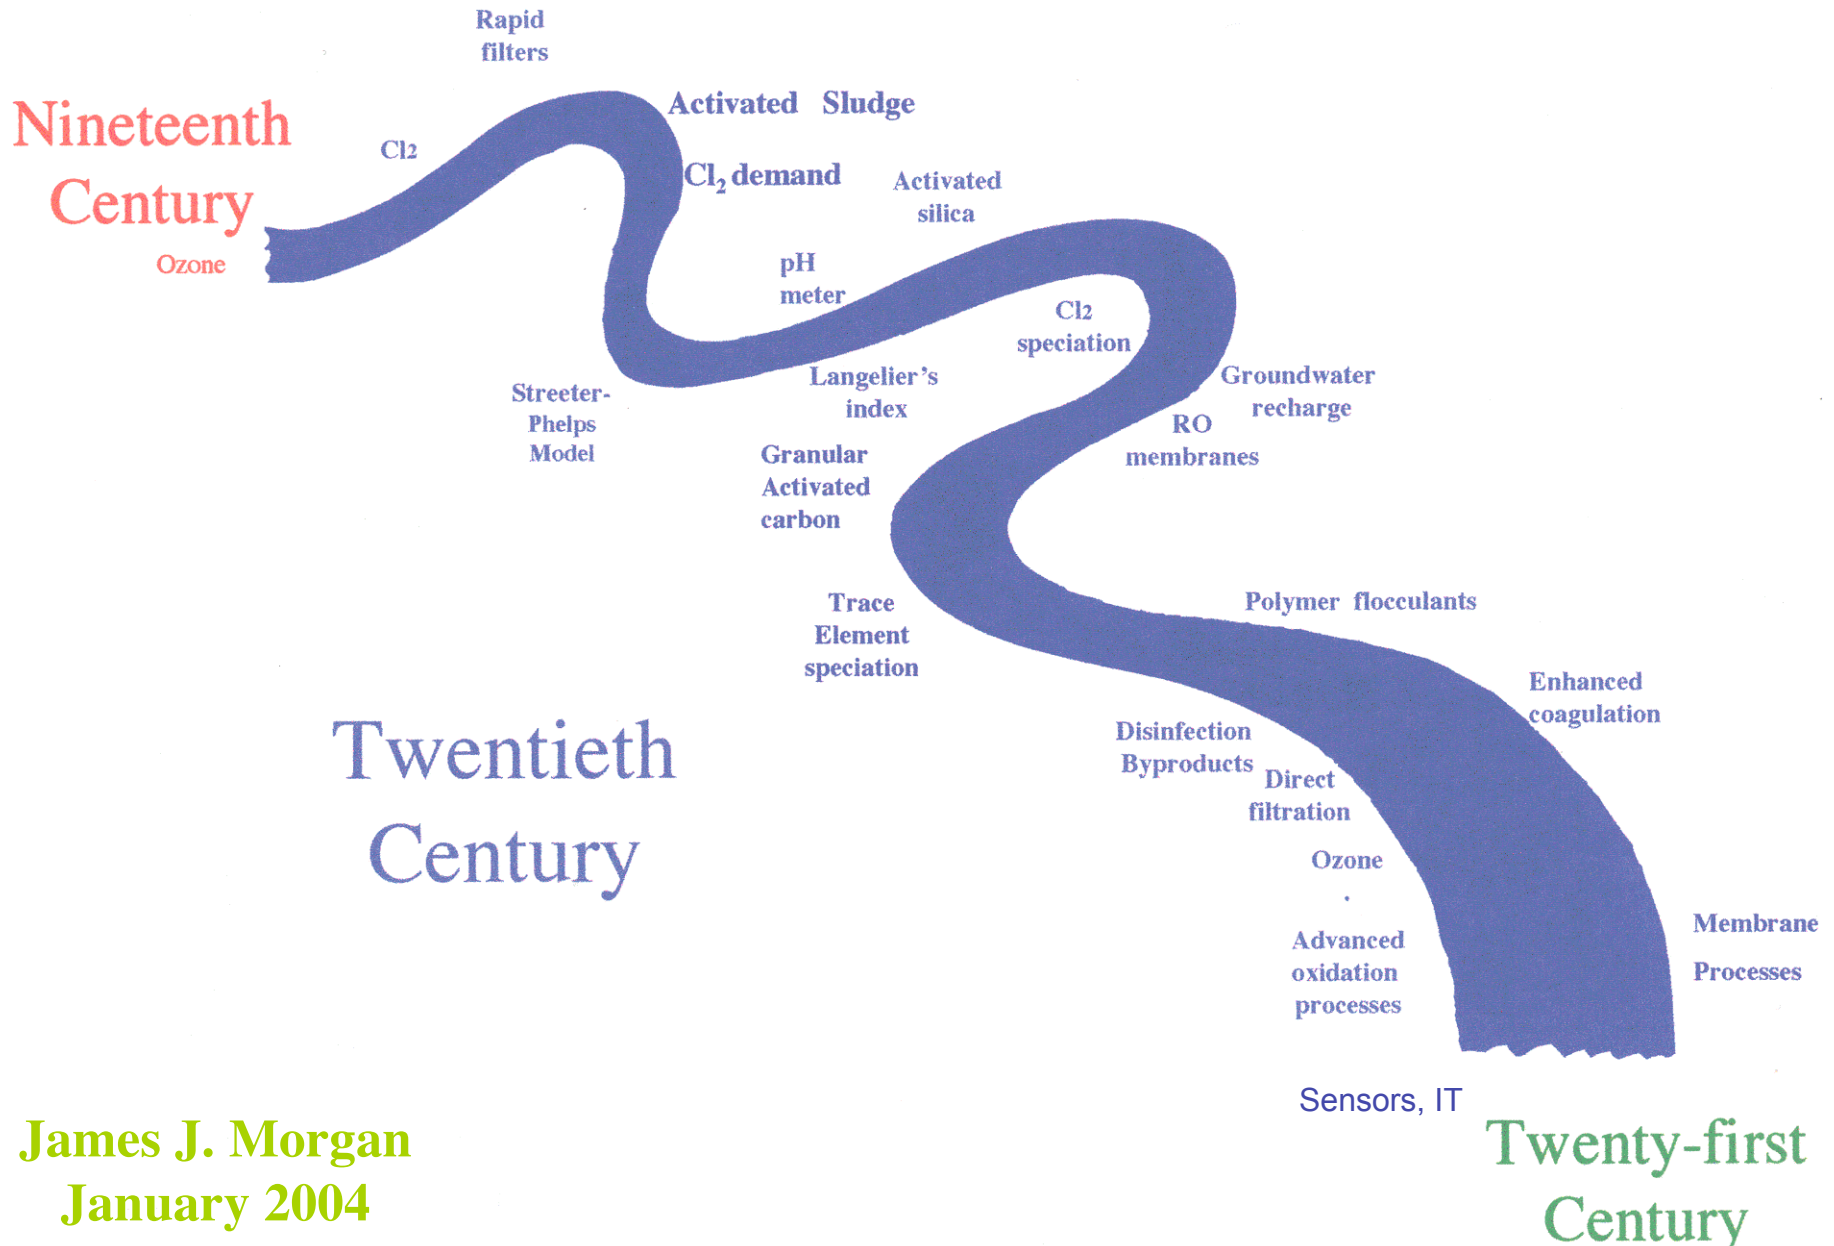 Rapid
filters
Nineteenth
Century
Ozone
Cl2
Activated Sludge
Cl₂ demand
Activated
silica
pH
meter
Cl2
speciation
Streeter-
Phelps
Model
Langelier's
index
Groundwater
recharge
RO
membranes
Granular
Activated
carbon
Trace
Element
speciation
Polymer flocculants
Enhanced
coagulation
Twentieth
Century
Disinfection
Byproducts
Direct
filtration
Ozone
Advanced
oxidation
processes
Membrane
Processes
Sensors, IT
James J. Morgan
January 2004
Twenty-first
Century